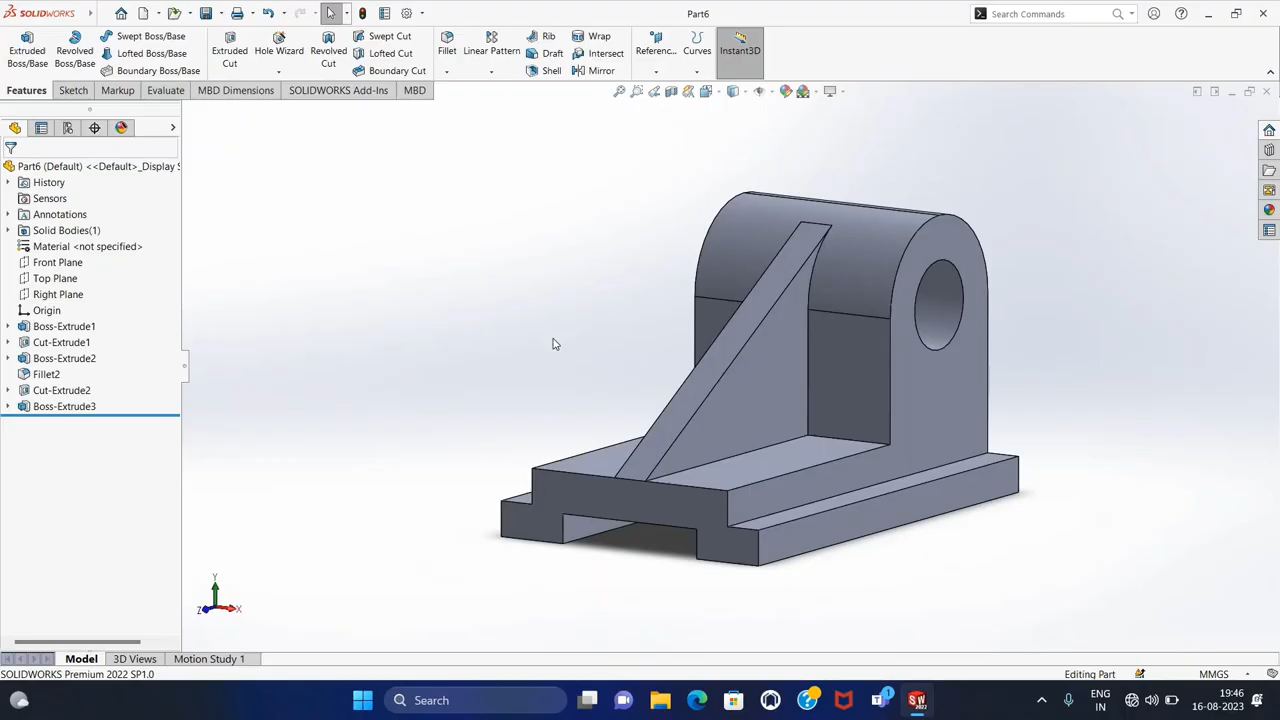 SOLIDWORKS
Part6
Search Commands
Extruded Boss/Base
Revolved Boss/Base
Swept Boss/Base
Lofted Boss/Base
Boundary Boss/Base
Extruded Cut
Hole Wizard
Revolved Cut
Swept Cut
Lofted Cut
Boundary Cut
Fillet
Linear Pattern
Rib
Draft
Shell
Wrap
Intersect
Mirror
Referenc...
Curves
Instant3D
Features
Sketch
Markup
Evaluate
MBD Dimensions
SOLIDWORKS Add-Ins
MBD
Part6 (Default) <<Default>_Display S
History
Sensors
Annotations
Solid Bodies(1)
Material <not specified>
Front Plane
Top Plane
Right Plane
Origin
Boss-Extrude1
Cut-Extrude1
Boss-Extrude2
Fillet2
Cut-Extrude2
Boss-Extrude3
Y
Z
X
Model
3D Views
Motion Study 1
SOLIDWORKS Premium 2022 SP1.0
Editing Part
MMGS
Search
1
SW
2022
ENG
IN
19:46
16-08-2023